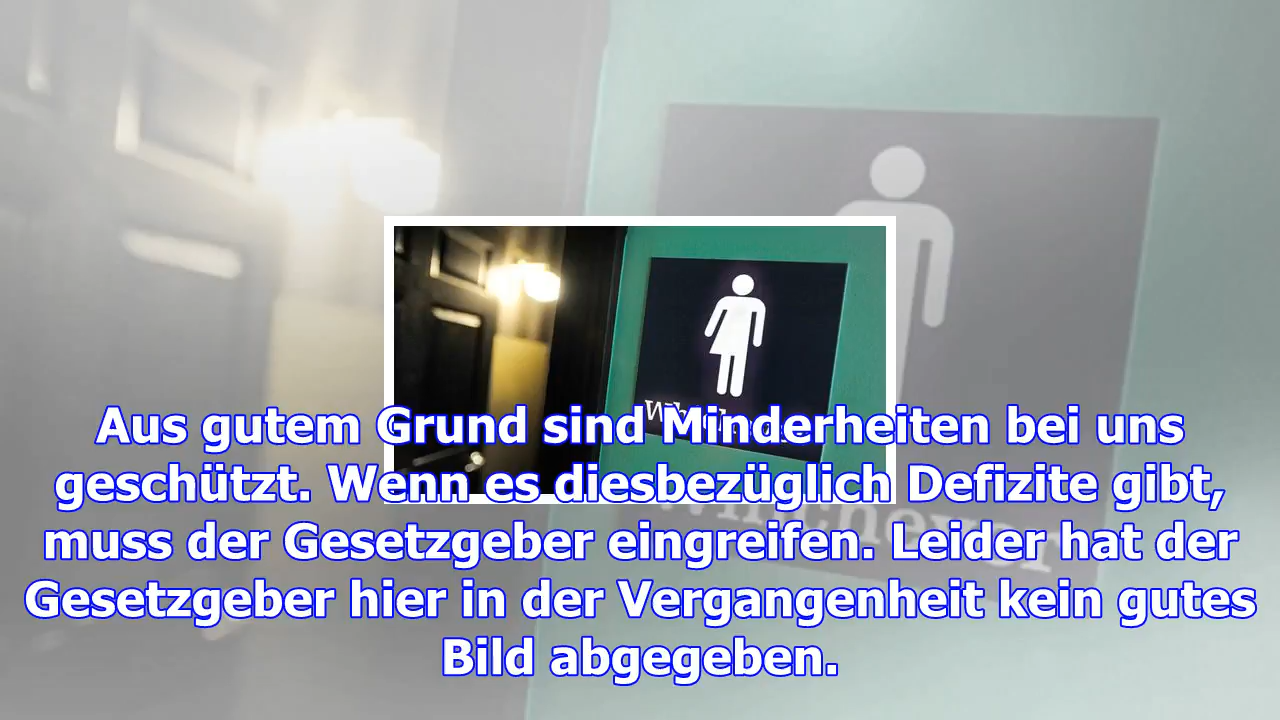 Aus gutem Grund sind Minderheiten bei uns
geschützt. Wenn es diesbezüglich Defizite gibt,
muss der Gesetzgeber eingreifen. Leider hat der
Gesetzgeber hier in der Vergangenheit kein gutes
Bild abgegeben.